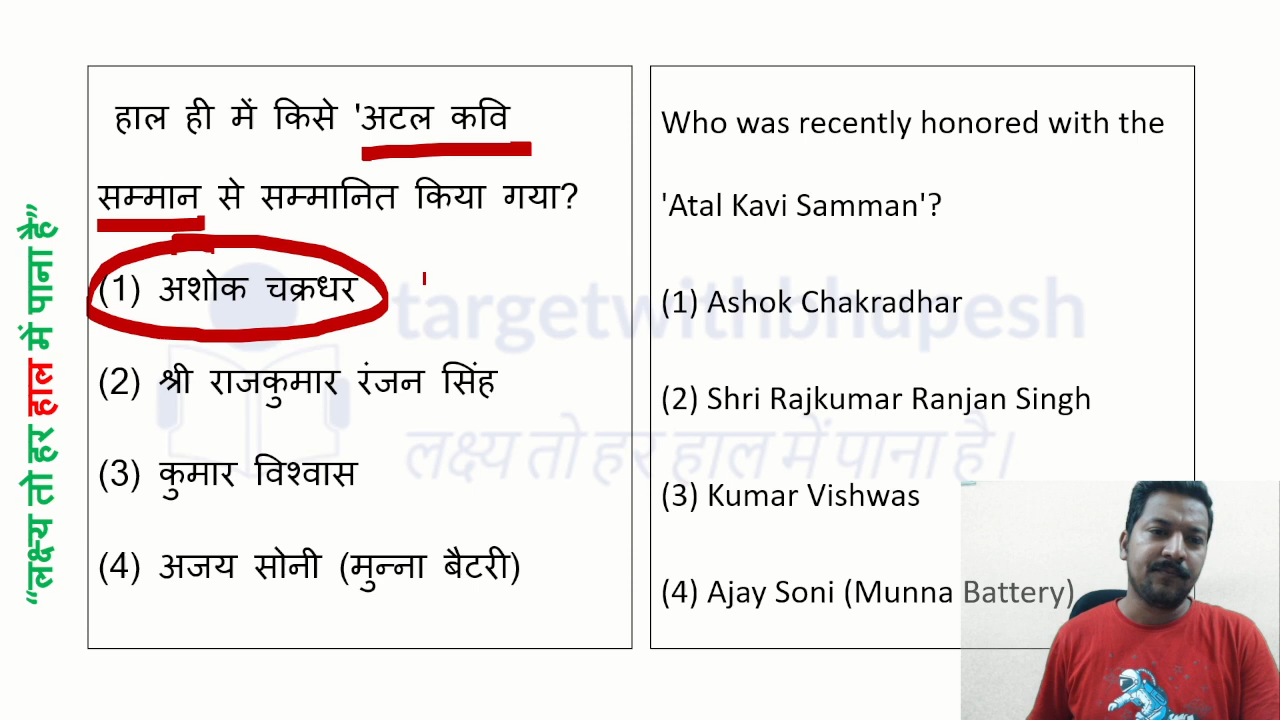 “लक्ष्य तो हर हाल में पाना है”
हाल ही में किसे 'अटल कवि
सम्मान से सम्मानित किया गया?
(1) अशोक चक्रधर
(2) श्री राजकुमार रंजन सिंह
(3) कुमार विश्वास
(4) अजय सोनी (मुन्ना बैटरी)
Who was recently honored with the
'Atal Kavi Samman'?
(1) Ashok Chakradhar
(2) Shri Rajkumar Ranjan Singh
(3) Kumar Vishwas
(4) Ajay Soni (Munna Battery)
targetwithbhupesh
लक्ष्य तो हर हाल में पाना है।